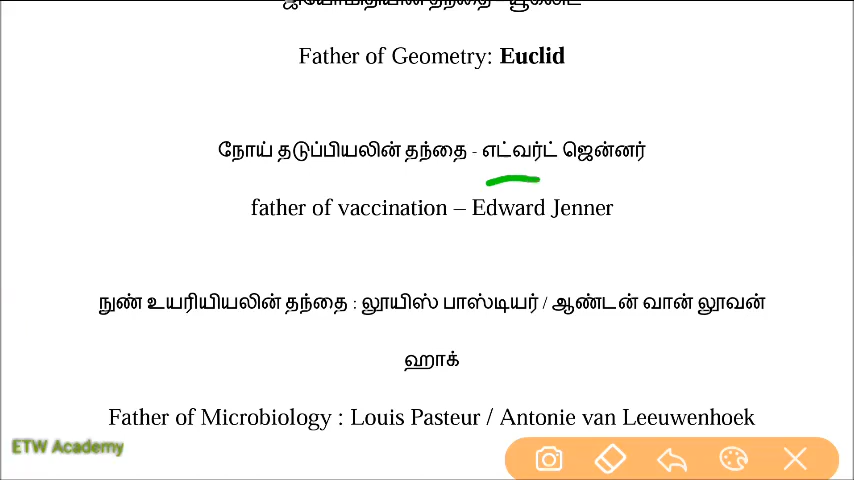 ஜியோமிதியின் தந்தை - யூக்லிட்
Father of Geometry: Euclid
நோய் தடுப்பியலின் தந்தை - எட்வர்ட் ஜென்னர்
father of vaccination – Edward Jenner
நுண் உயரியியலின் தந்தை : லூயிஸ் பாஸ்டியர் / ஆண்டன் வான் லூவன்
ஹாக்
Father of Microbiology : Louis Pasteur / Antonie van Leeuwenhoek
ETW Academy